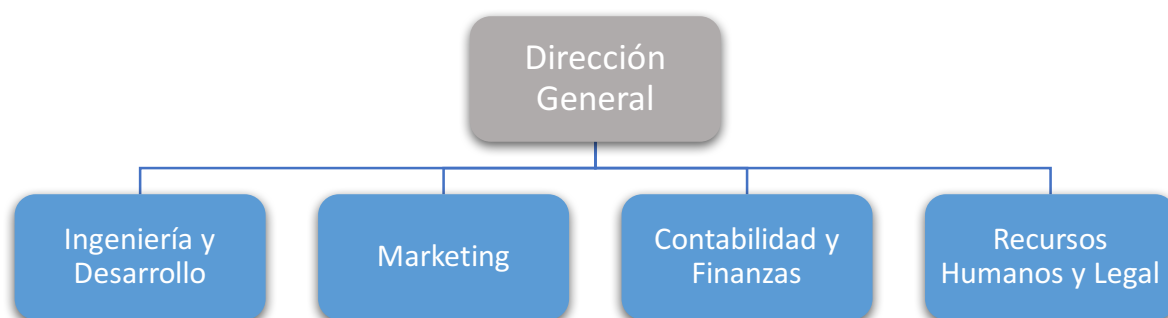 Dirección
General
Ingeniería y
Desarrollo
Marketing
Contabilidad y
Finanzas
Recursos
Humanos y Legal